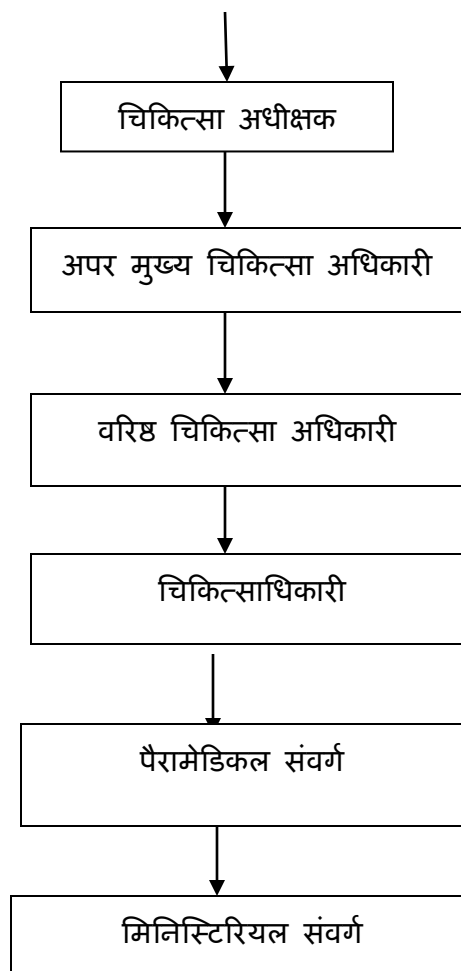 चिकित्सा अधीक्षक
अपर मुख्य चिकित्सा अधिकारी
वरिष्ठ चिकित्सा अधिकारी
चिकित्साधिकारी
पैरामेडिकल संवर्ग
मिनिस्टिरियल संवर्ग